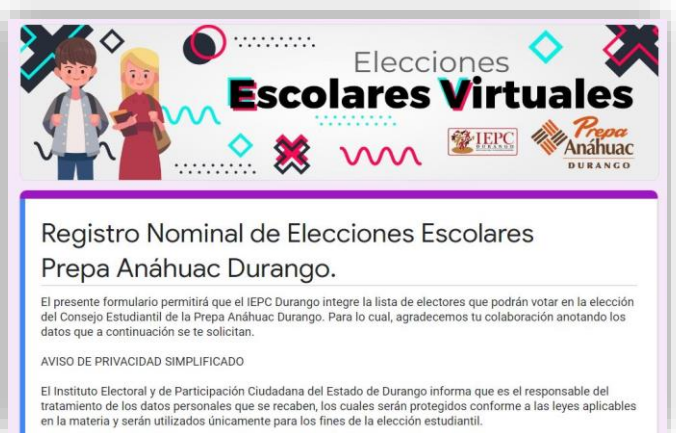 Elecciones
Escolares Virtuales
IEPC
DURANGO
Prepa
Anáhuac
DURANGO
Registro Nominal de Elecciones Escolares
Prepa Anáhuac Durango.
El presente formulario permitirá que el IEPC Durango integre la lista de electores que podrán votar en la elección
del Consejo Estudiantil de la Prepa Anáhuac Durango. Para lo cual, agradecemos tu colaboración anotando los
datos que a continuación se te solicitan.
AVISO DE PRIVACIDAD SIMPLIFICADO
El Instituto Electoral y de Participación Ciudadana del Estado de Durango informa que es el responsable del
tratamiento de los datos personales que se recaben, los cuales serán protegidos conforme a las leyes aplicables
en la materia y serán utilizados únicamente para los fines de la elección estudiantil.